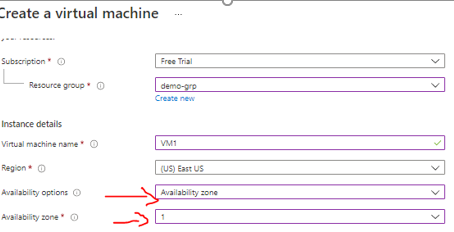 Create a virtual machine ...
Subscription *
Free Trial
Resource group *
demo-grp
Create new
Instance details
Virtual machine name *
VM1
Region *
(US) East US
Availability options
Availability zone
Availability zone *
1